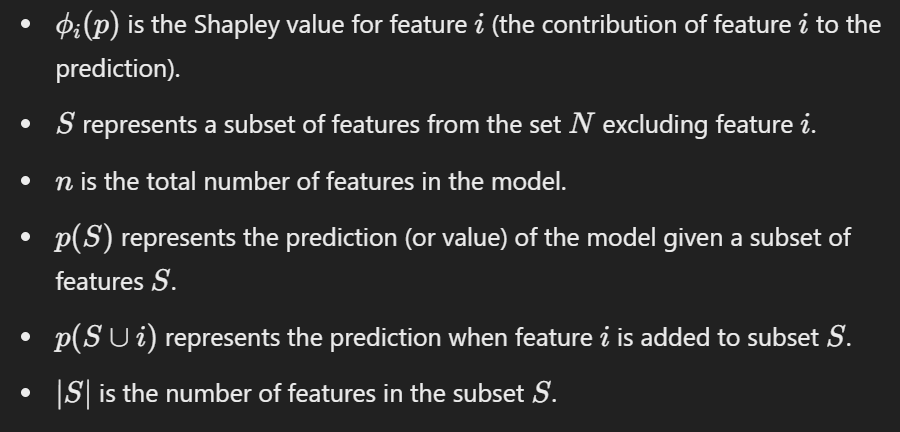 • ϕᵢ(p) is the Shapley value for feature i (the contribution of feature i to the
prediction).
• S represents a subset of features from the set N excluding feature i.
• n is the total number of features in the model.
• p(S) represents the prediction (or value) of the model given a subset of
features S.
• p(S ∪ i) represents the prediction when feature i is added to subset S.
• |S| is the number of features in the subset S.